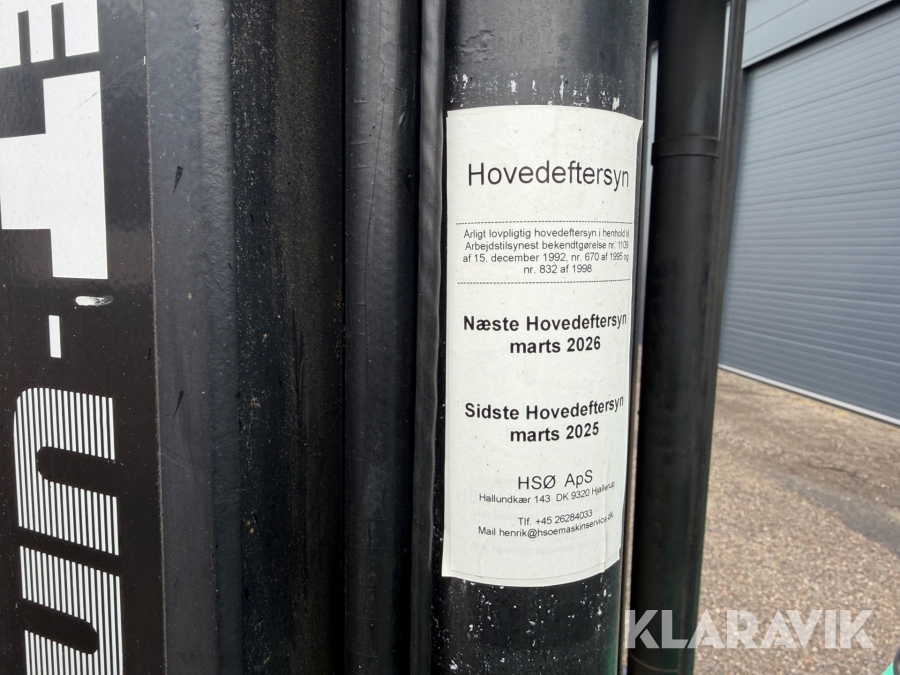 Hovedeftersyn
Årligt lovpligtig hovedeftersyn i henhold til
Arbejdstilsynest bekendtgørelse nr. 1109
af 15. december 1992, nr. 670 af 1995 og
nr. 832 af 1998
Næste Hovedeftersyn
marts 2026
Sidste Hovedeftersyn
marts 2025
HSØ ApS
Hallundkær 143 DK 9320 Hjallerup
Tlf. +45 26284033
Mail henrik@hsoemaskinservice.dk
KLARAVIK